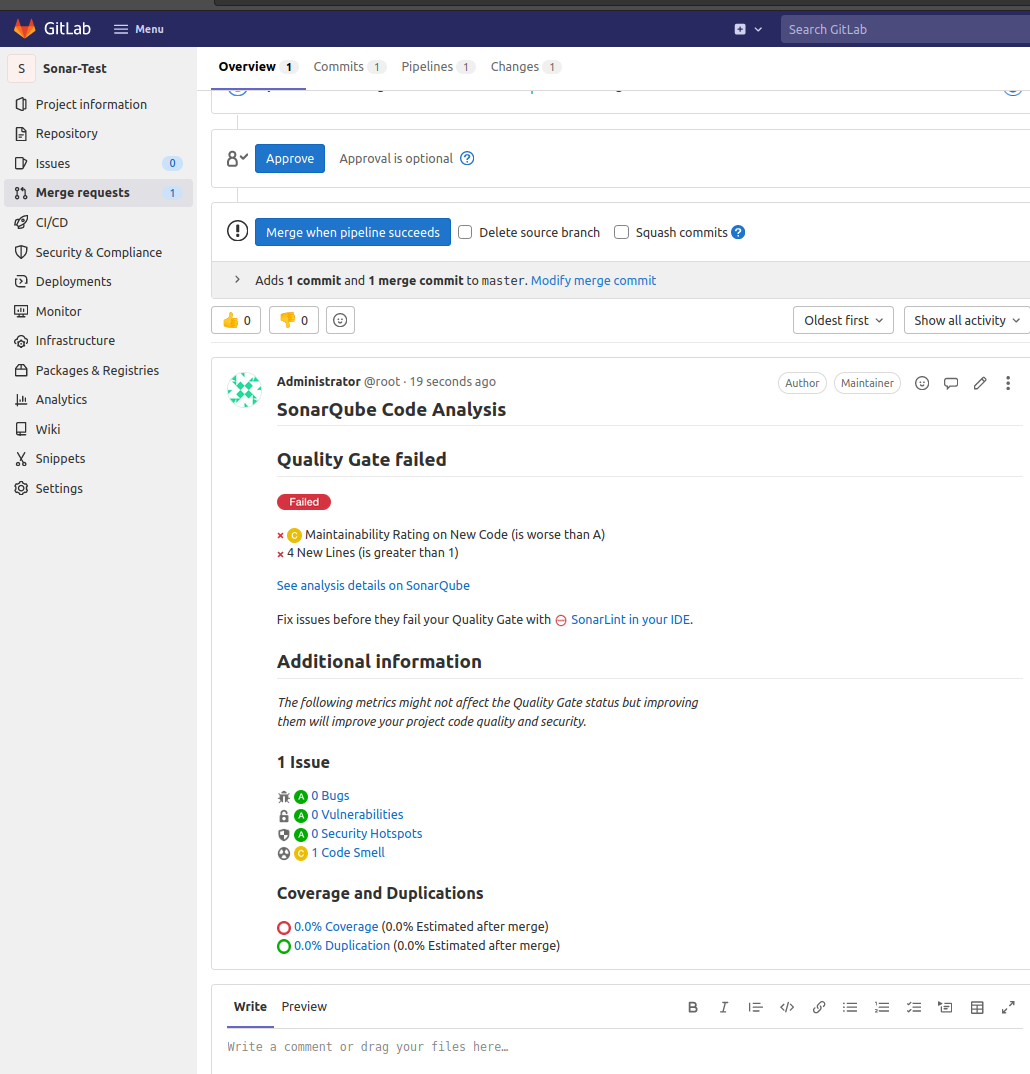 GitLab
Menu
Search GitLab
S Sonar-Test
Overview 1 Commits 1 Pipelines 1 Changes 1
Project information
Repository
Issues 0
Merge requests 1
CI/CD
Security & Compliance
Deployments
Monitor
Infrastructure
Packages & Registries
Analytics
Wiki
Snippets
Settings
Approve Approval is optional ?
Merge when pipeline succeeds Delete source branch Squash commits ?
Adds 1 commit and 1 merge commit to master. Modify merge commit
0 0 Oldest first Show all activity
Administrator @root · 19 seconds ago Author Maintainer
SonarQube Code Analysis
Quality Gate failed
Failed
C Maintainability Rating on New Code (is worse than A)
4 New Lines (is greater than 1)
See analysis details on SonarQube
Fix issues before they fail your Quality Gate with SonarLint in your IDE.
Additional information
The following metrics might not affect the Quality Gate status but improving
them will improve your project code quality and security.
1 Issue
A 0 Bugs
A 0 Vulnerabilities
A 0 Security Hotspots
C 1 Code Smell
Coverage and Duplications
0.0% Coverage (0.0% Estimated after merge)
0.0% Duplication (0.0% Estimated after merge)
Write Preview
Write a comment or drag your files here…